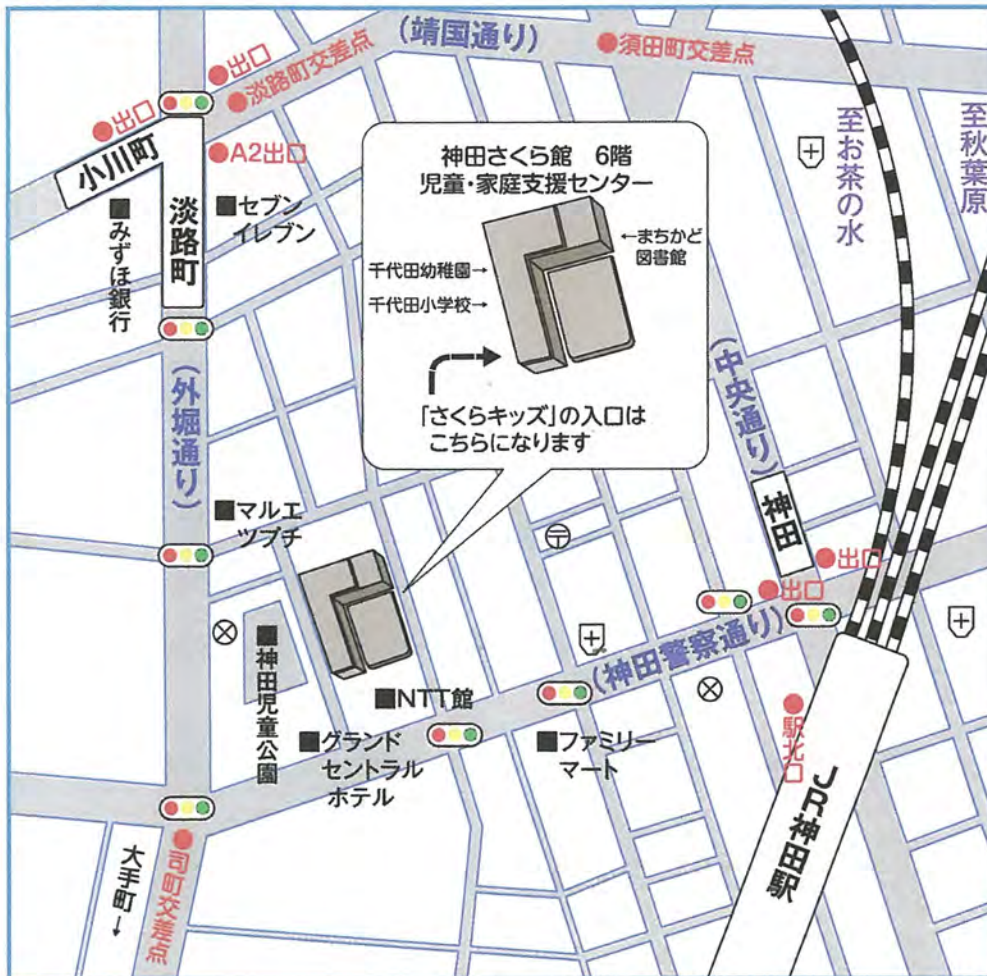 (靖国通り)
須田町交差点
出口
淡路町交差点
出口
小川町
A2出口
淡路町
■セブン
イレブン
■みずほ銀行
神田さくら館 6階
児童・家庭支援センター
←まちかど
図書館
千代田幼稚園→
千代田小学校→
「さくらキッズ」の入口は
こちらになります
至お茶の水
至秋葉原
(外堀通り)
(中央通り)
神田
出口
出口
■マルエ
ツプチ
(神田警察通り)
■神田児童公園
■NTT館
■グランド
セントラル
ホテル
■ファミリー
マート
駅北口
JR神田駅
大手町→
司町交差点